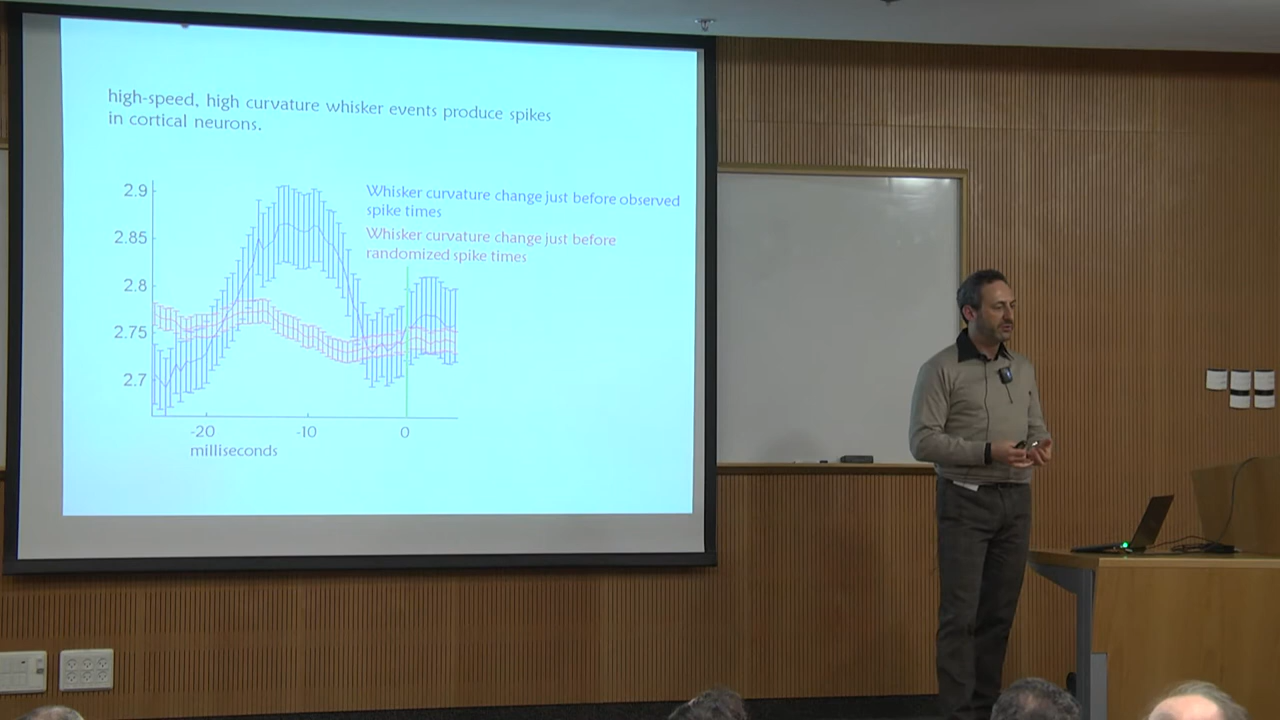 high-speed, high curvature whisker events produce spikes
in cortical neurons.
Whisker curvature change just before observed
spike times
Whisker curvature change just before
randomized spike times
2.9
2.85
2.8
2.75
2.7
-20
-10
0
milliseconds